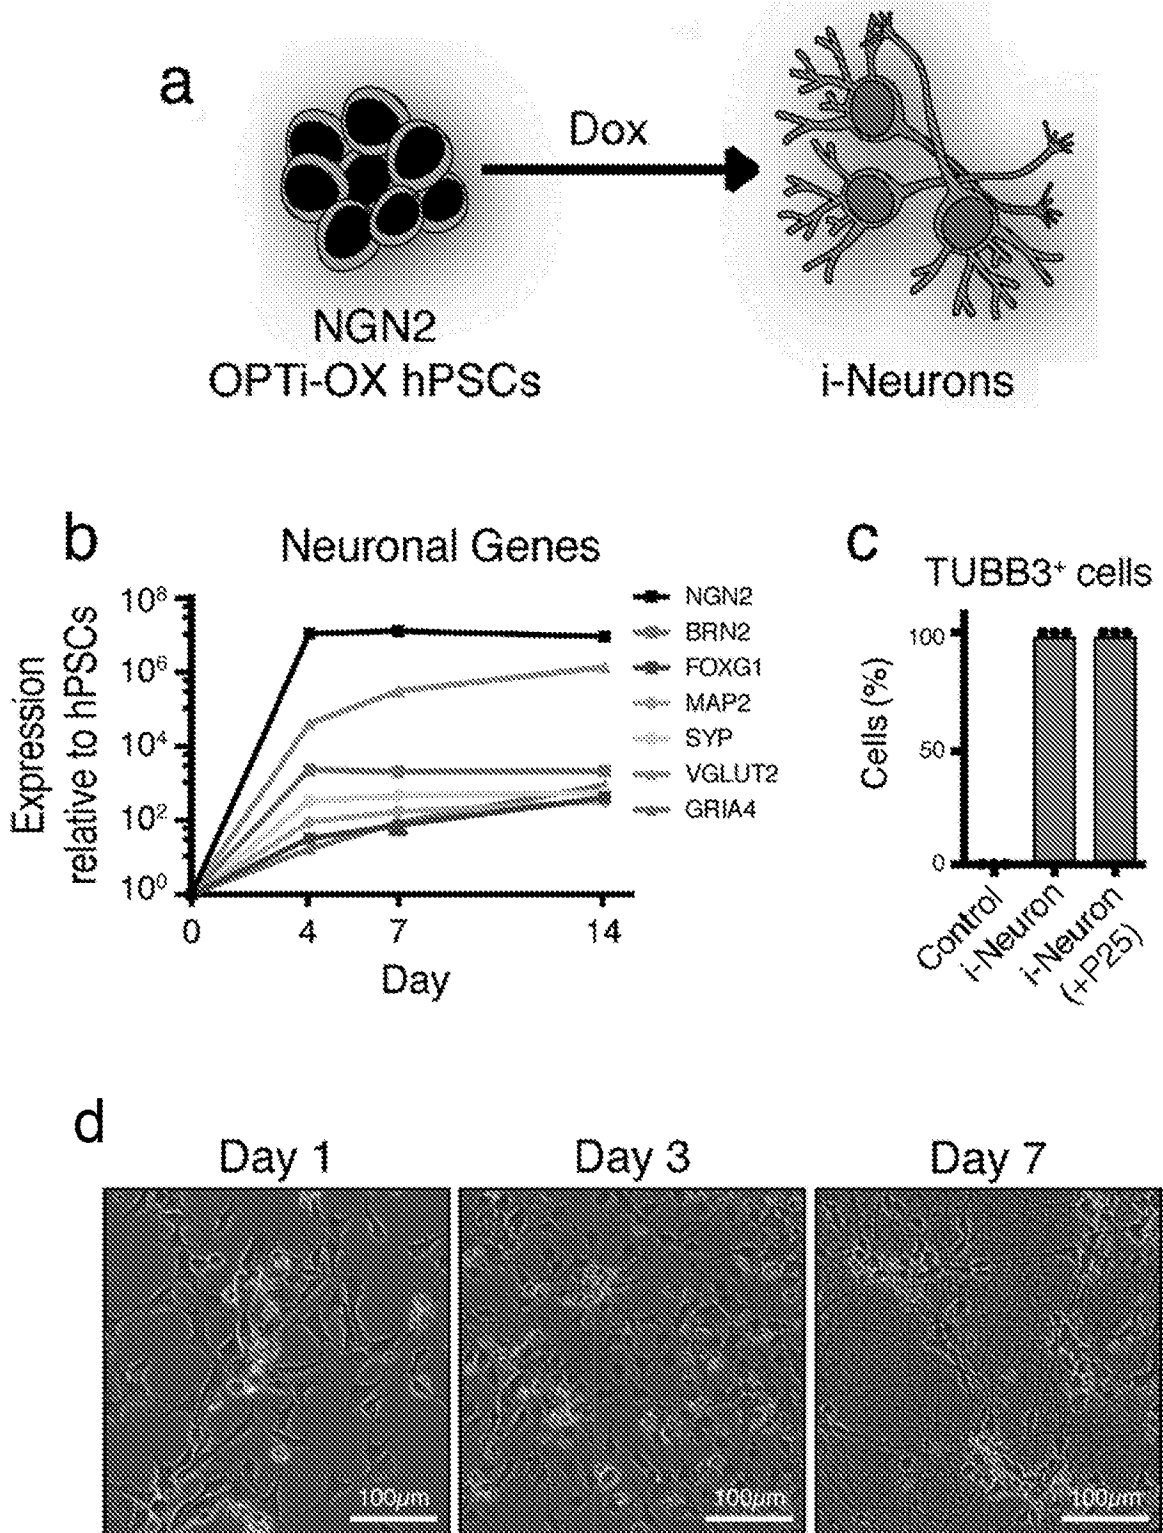 a
Dox
NGN2
OPTi-OX hPSCs
i-Neurons
b
Neuronal Genes
Expression
relative to hPSCs
10⁸
10⁶
10⁴
10²
10⁰
0
4
7
14
Day
NGN2
BRN2
FOXG1
MAP2
SYP
VGLUT2
GRIA4
c
TUBB3⁺ cells
Cells (%)
100
50
0
Control
i-Neuron
i-Neuron
(+P25)
d
Day 1
Day 3
Day 7
100µm
100µm
100µm